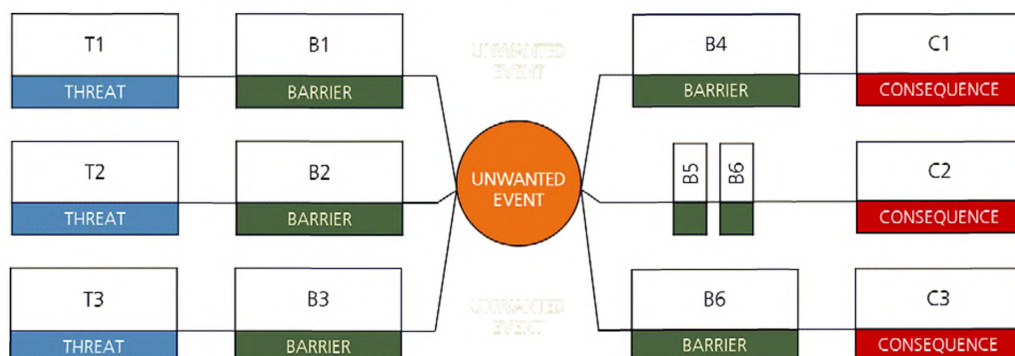 T1
THREAT
B1
BARRIER
UNWANTED
EVENT
B4
BARRIER
C1
CONSEQUENCE
T2
THREAT
B2
BARRIER
UNWANTED
EVENT
B5
B6
C2
CONSEQUENCE
T3
THREAT
B3
BARRIER
UNWANTED
EVENT
B6
BARRIER
C3
CONSEQUENCE